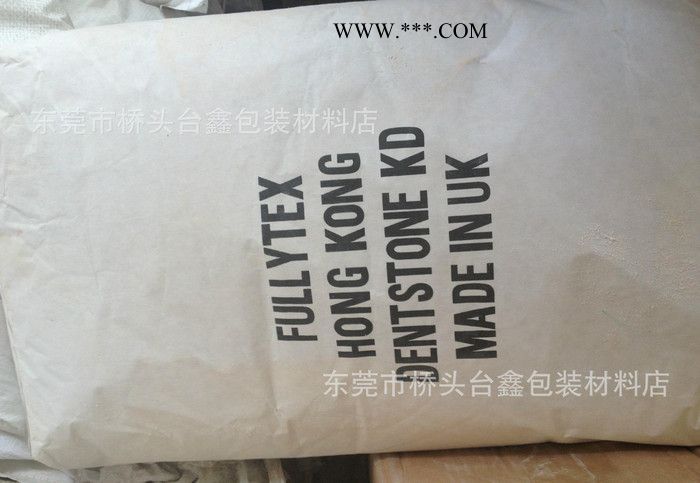 WWW.***.COM
东莞市桥头台鑫包装材料店
FULLYTEX
HONG KONG
DENTSTONE KD
MADE IN UK
东莞市桥头台鑫包装材料店